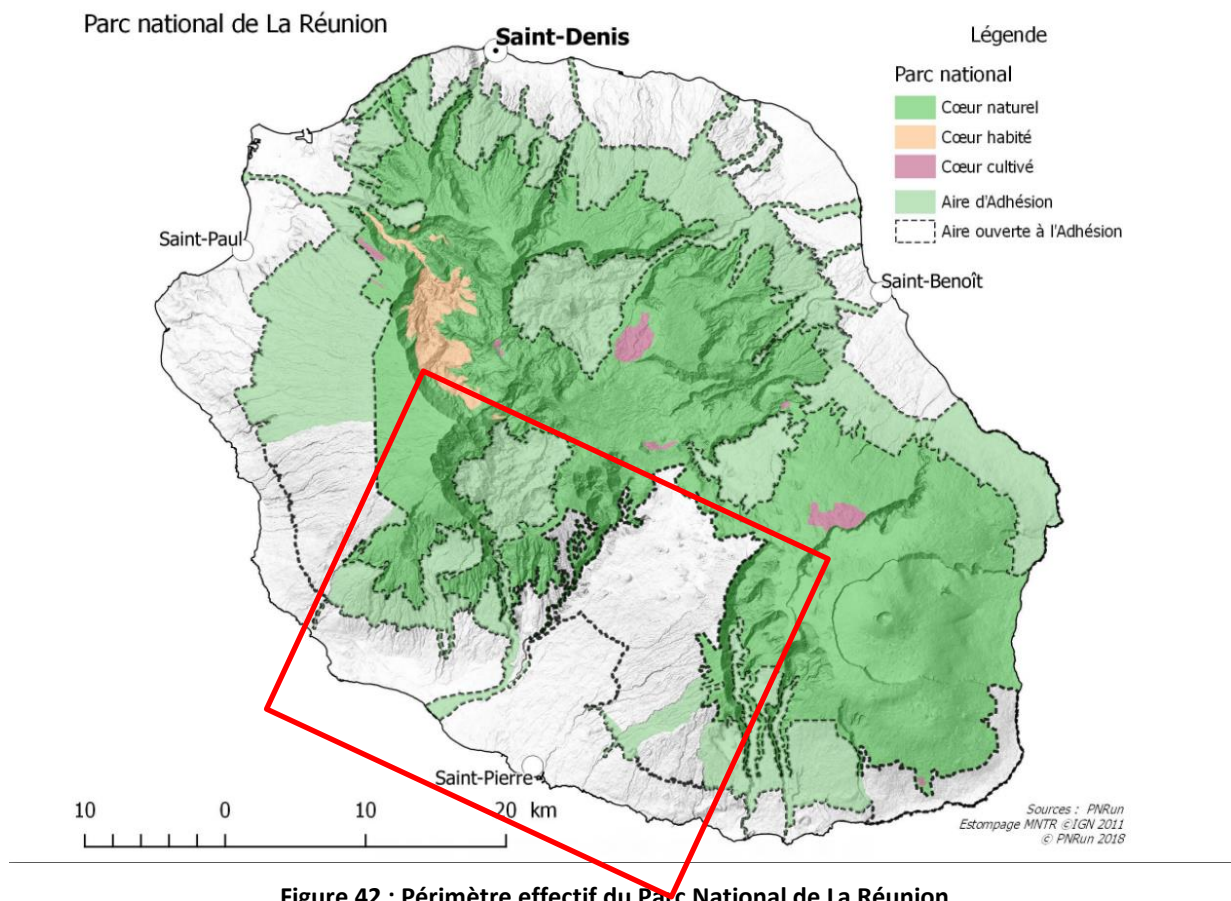 Parc national de La Réunion
Saint-Denis
Légende
Parc national
Cœur naturel
Cœur habité
Cœur cultivé
Aire d'Adhésion
Aire ouverte à l'Adhésion
Saint-Paul
Saint-Benoît
Saint-Pierre
10 0 10 20 km
Sources : PNRun
Estompage MNTR ©IGN 2011
© PNRun 2018
Figure 42 : Périmètre effectif du Parc National de La Réunion